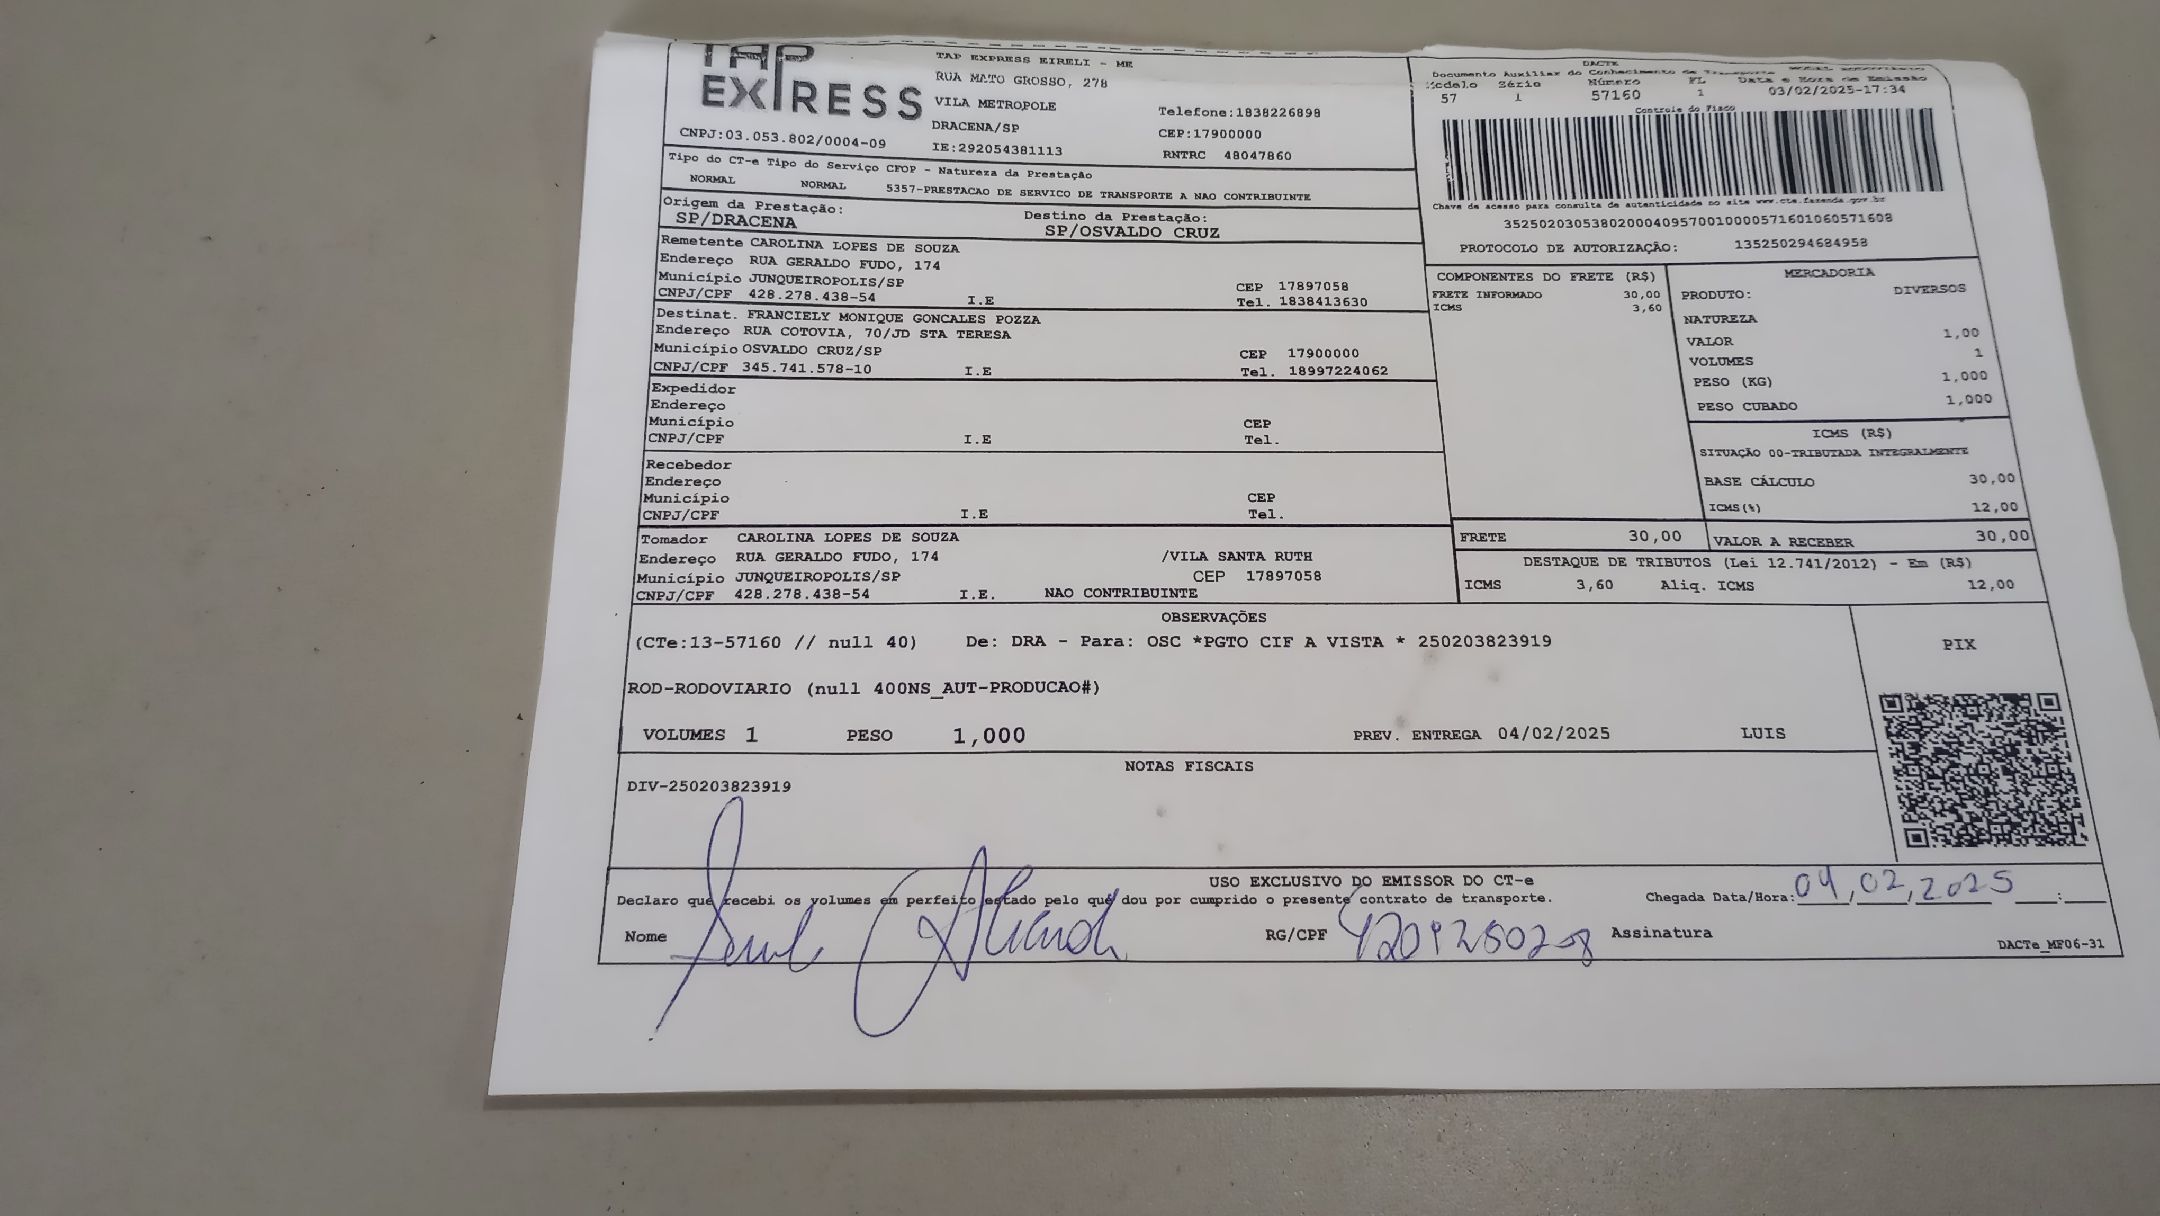 TAP EXPRESS
TAP EXPRESS EIRELI - ME
RUA MATO GROSSO, 278
VILA METROPOLE
Telefone:1838226898
DRACENA/SP
CEP:17900000
CNPJ:03.053.802/0004-09
IE:292054381113
RNTRC 48047860
DACTE
Documento Auxiliar do Conhecimento de Transporte
Modelo Série Número FL Data e Hora de Emissão
57 1 57160 1 03/02/2025-17:34
Controle do Fisco
Chave de acesso para consulta de autenticidade no site www.cte.fazenda.gov.br
35250203053802000409570010000571601060571608
PROTOCOLO DE AUTORIZAÇÃO: 135250294684958
Tipo do CT-e Tipo do Serviço CFOP - Natureza da Prestação
NORMAL NORMAL 5357-PRESTACAO DE SERVICO DE TRANSPORTE A NAO CONTRIBUINTE
Origem da Prestação: Destino da Prestação:
SP/DRACENA SP/OSVALDO CRUZ
Remetente CAROLINA LOPES DE SOUZA
Endereço RUA GERALDO FUDO, 174
Município JUNQUEIROPOLIS/SP CEP 17897058
CNPJ/CPF 428.278.438-54 I.E Tel. 1838413630
Destinat. FRANCIELY MONIQUE GONCALES POZZA
Endereço RUA COTOVIA, 70/JD STA TERESA
Município OSVALDO CRUZ/SP CEP 17900000
CNPJ/CPF 345.741.578-10 I.E Tel. 18997224062
Expedidor
Endereço
Município CEP
CNPJ/CPF I.E Tel.
Recebedor
Endereço
Município CEP
CNPJ/CPF I.E Tel.
Tomador CAROLINA LOPES DE SOUZA
Endereço RUA GERALDO FUDO, 174 /VILA SANTA RUTH
Município JUNQUEIROPOLIS/SP CEP 17897058
CNPJ/CPF 428.278.438-54 I.E. NAO CONTRIBUINTE
COMPONENTES DO FRETE (R$)
FRETE INFORMADO 30,00
ICMS 3,60
MERCADORIA
PRODUTO: DIVERSOS
NATUREZA
VALOR 1,00
VOLUMES 1
PESO (KG) 1,000
PESO CUBADO 1,000
ICMS (R$)
SITUAÇÃO 00-TRIBUTADA INTEGRALMENTE
BASE CÁLCULO 30,00
ICMS(%) 12,00
FRETE 30,00 VALOR A RECEBER 30,00
DESTAQUE DE TRIBUTOS (Lei 12.741/2012) - Em (R$)
ICMS 3,60 Aliq. ICMS 12,00
OBSERVAÇÕES
(CTe:13-57160 // null 40) De: DRA - Para: OSC *PGTO CIF A VISTA * 250203823919
ROD-RODOVIARIO (null 400NS_AUT-PRODUCAO#)
VOLUMES 1 PESO 1,000 PREV. ENTREGA 04/02/2025 LUIS
PIX
NOTAS FISCAIS
DIV-250203823919
USO EXCLUSIVO DO EMISSOR DO CT-e
Declaro que recebi os volumes em perfeito estado pelo que dou por cumprido o presente contrato de transporte.
Chegada Data/Hora: 04,02,2025 :
Nome RG/CPF Assinatura
DACTe_MF06-31